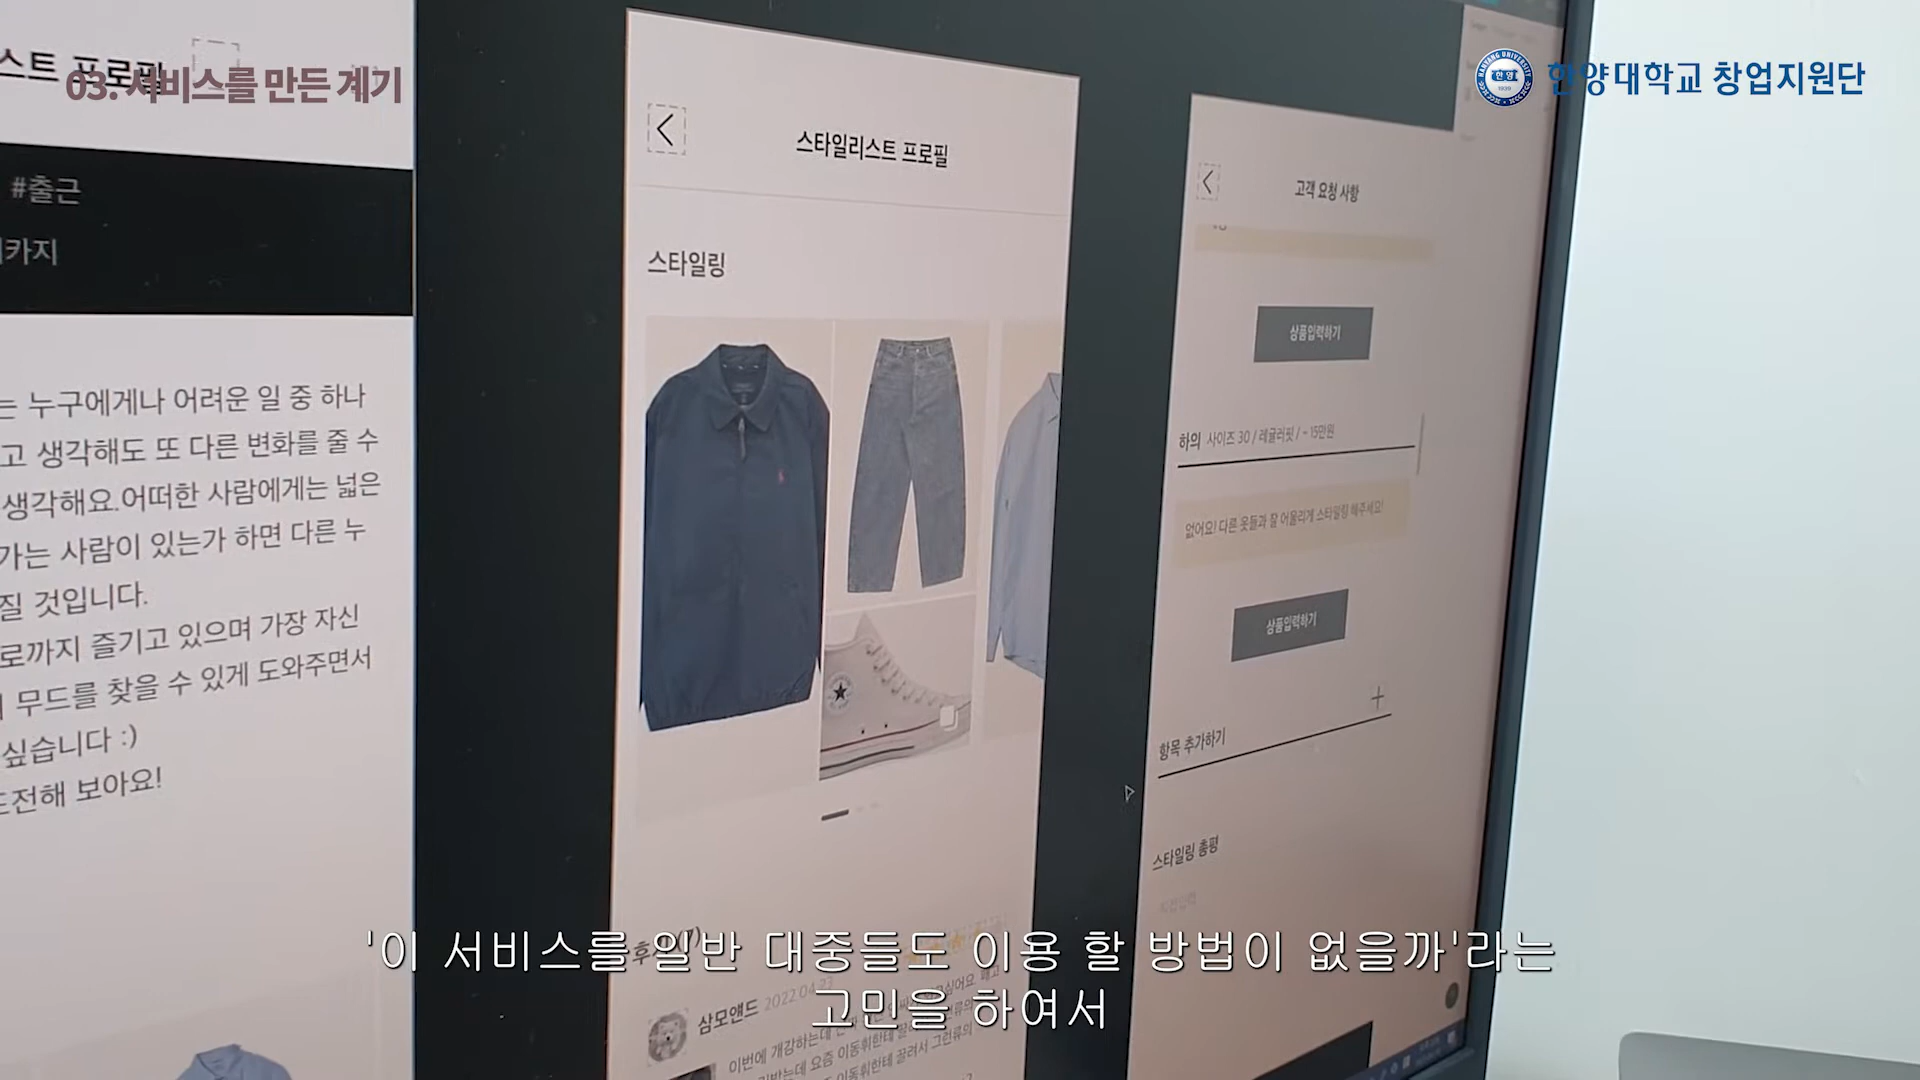 03. 서비스를 만든 계기
한양대학교 창업지원단
스트 프로필
#출근
카지
는 누구에게나 어려운 일 중 하나
고 생각해도 또 다른 변화를 줄 수
생각해요.어떠한 사람에게는 넓은
가는 사람이 있는가 하면 다른 누
질 것입니다.
로까지 즐기고 있으며 가장 자신
무드를 찾을 수 있게 도와주면서
싶습니다 :)
도전해 보아요!
스타일리스트 프로필
스타일링
삼모앤드 2022.04.23
이번에 개강하는데
고객 요청 사항
상품입력하기
하의 사이즈 30 / 레귤러핏 / ~ 15만원
없어요! 다른 옷들과 잘 어울리게 스타일링 해주세요!
상품입력하기
항목 추가하기
스타일링 총평
'이 서비스를 일반 대중들도 이용 할 방법이 없을까'라는
고민을 하여서